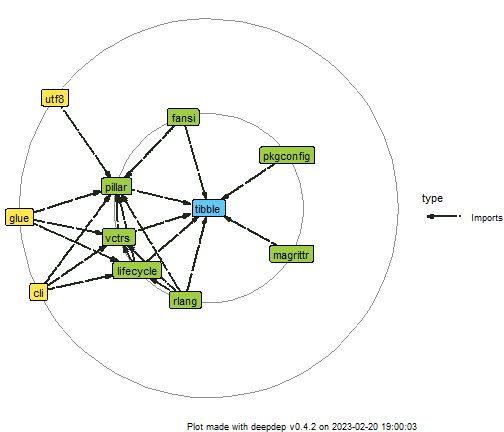 utf8
fansi
pkgconfig
pillar
tibble
glue
vctrs
magrittr
lifecycle
cli
rlang
type
Imports
Plot made with deepdep v0.4.2 on 2023-02-20 19:00:03